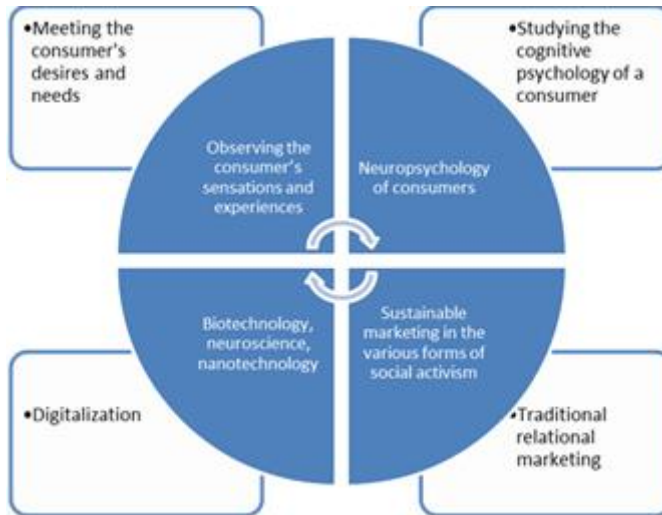 •Meeting the
consumer's
desires and
needs
•Studying the
cognitive
psychology of a
consumer
Observing the
consumer's
sensations and
experiences
Neuropsychology
of consumers
Biotechnology,
neuroscience,
nanotechnology
Sustainable
marketing in the
various forms of
social activism
•Digitalization
•Traditional
relational
marketing